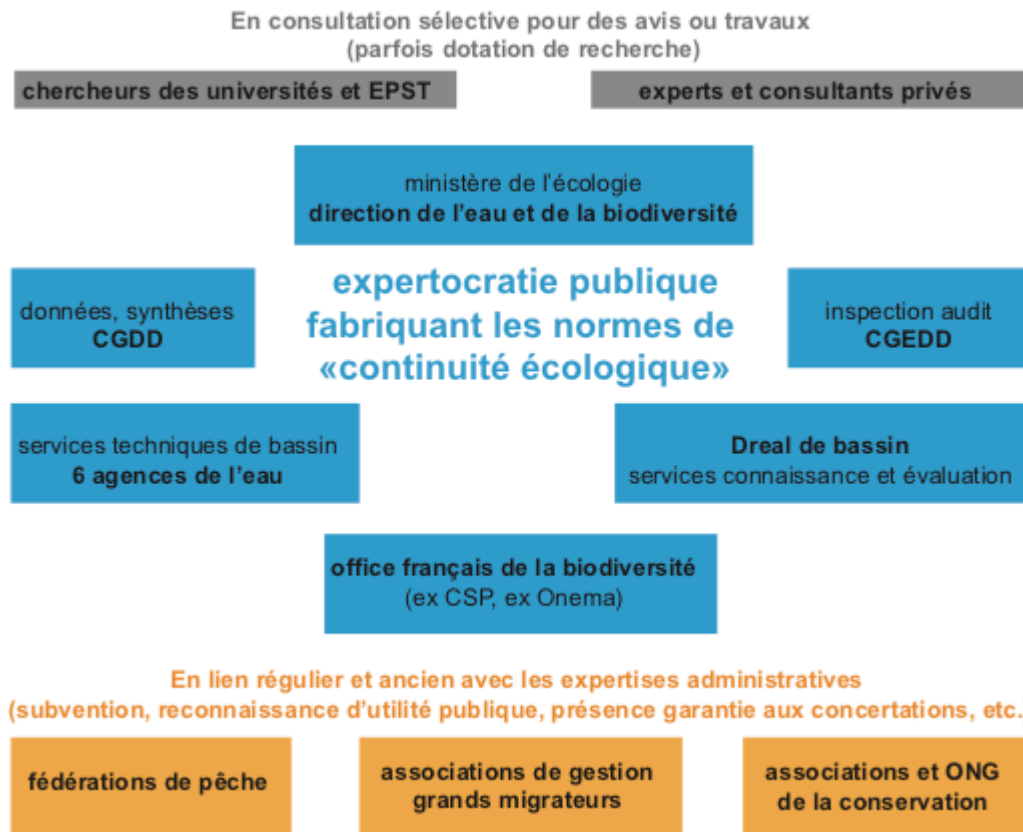 En consultation sélective pour des avis ou travaux
(parfois dotation de recherche)
chercheurs des universités et EPST
experts et consultants privés
ministère de l'écologie
direction de l'eau et de la biodiversité
expertocratie publique
fabriquant les normes de
«continuité écologique»
données, synthèses
CGDD
inspection audit
CGEDD
services techniques de bassin
6 agences de l'eau
Dreal de bassin
services connaissance et évaluation
office français de la biodiversité
(ex CSP, ex Onema)
En lien régulier et ancien avec les expertises administratives
(subvention, reconnaissance d'utilité publique, présence garantie aux concertations, etc.
fédérations de pêche
associations de gestion
grands migrateurs
associations et ONG
de la conservation